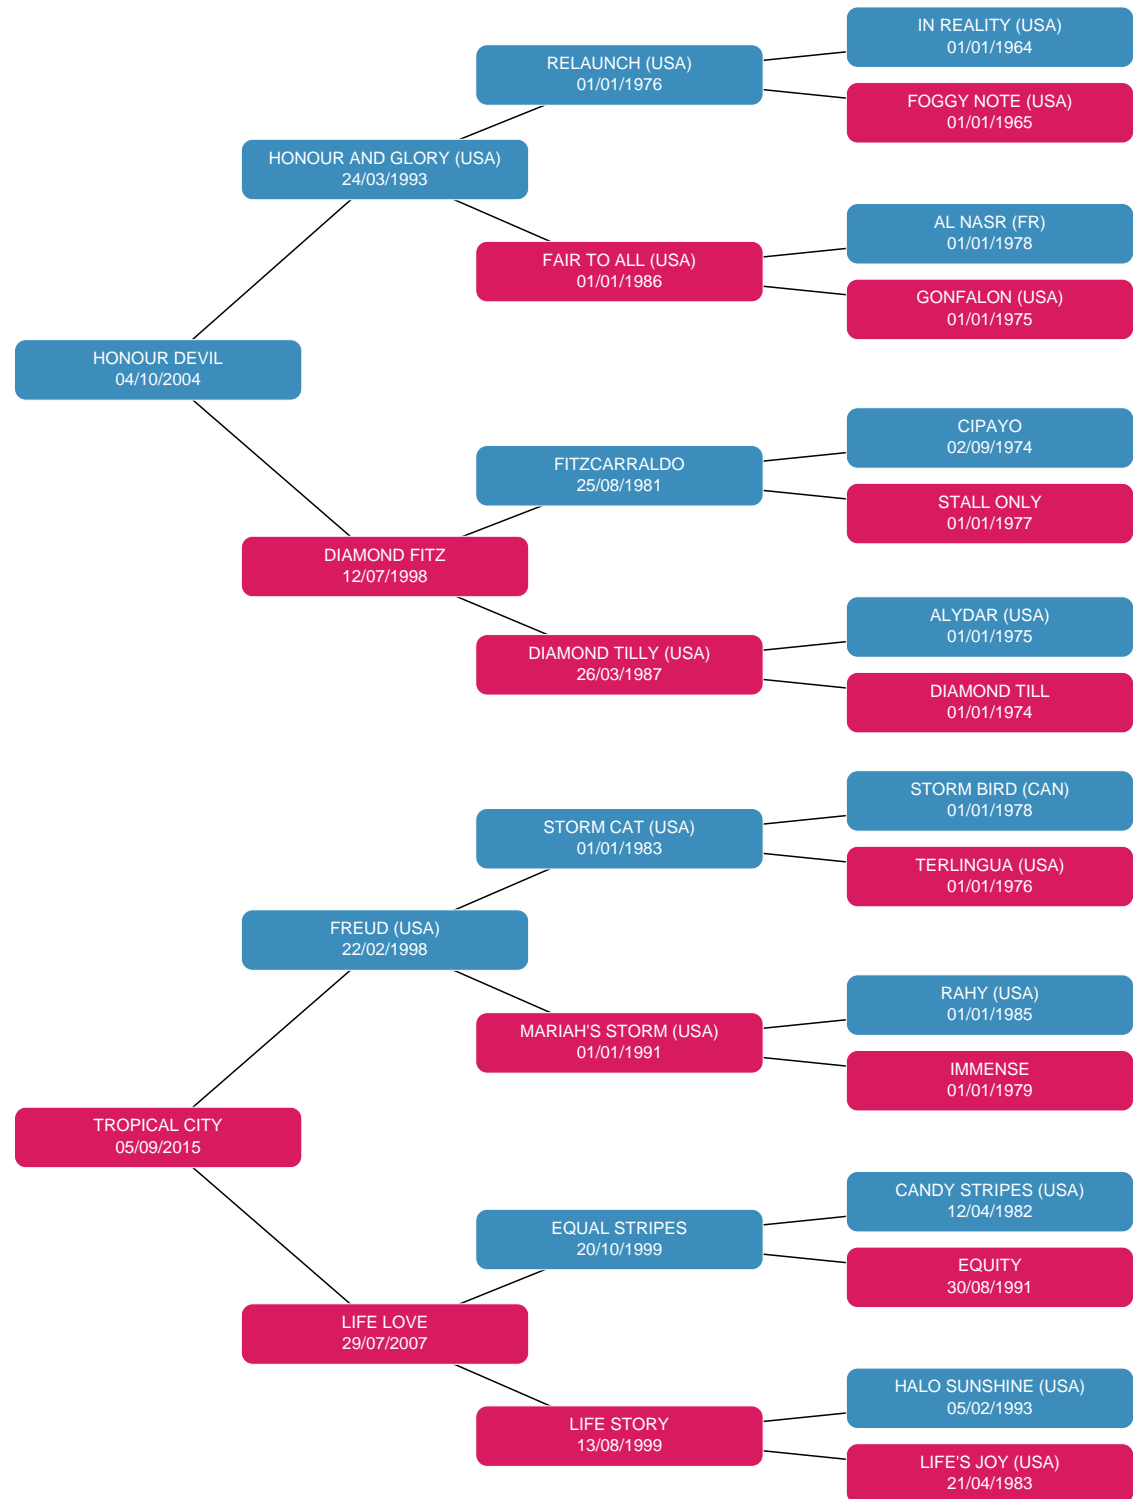 IN REALITY (USA)
01/01/1964
RELAUNCH (USA)
01/01/1976
FOGGY NOTE (USA)
01/01/1965
HONOUR AND GLORY (USA)
24/03/1993
AL NASR (FR)
01/01/1978
FAIR TO ALL (USA)
01/01/1986
GONFALON (USA)
01/01/1975
HONOUR DEVIL
04/10/2004
CIPAYO
02/09/1974
FITZCARRALDO
25/08/1981
STALL ONLY
01/01/1977
DIAMOND FITZ
12/07/1998
ALYDAR (USA)
01/01/1975
DIAMOND TILLY (USA)
26/03/1987
DIAMOND TILL
01/01/1974
STORM BIRD (CAN)
01/01/1978
STORM CAT (USA)
01/01/1983
TERLINGUA (USA)
01/01/1976
FREUD (USA)
22/02/1998
RAHY (USA)
01/01/1985
MARIAH'S STORM (USA)
01/01/1991
IMMENSE
01/01/1979
TROPICAL CITY
05/09/2015
CANDY STRIPES (USA)
12/04/1982
EQUAL STRIPES
20/10/1999
EQUITY
30/08/1991
LIFE LOVE
29/07/2007
HALO SUNSHINE (USA)
05/02/1993
LIFE STORY
13/08/1999
LIFE'S JOY (USA)
21/04/1983